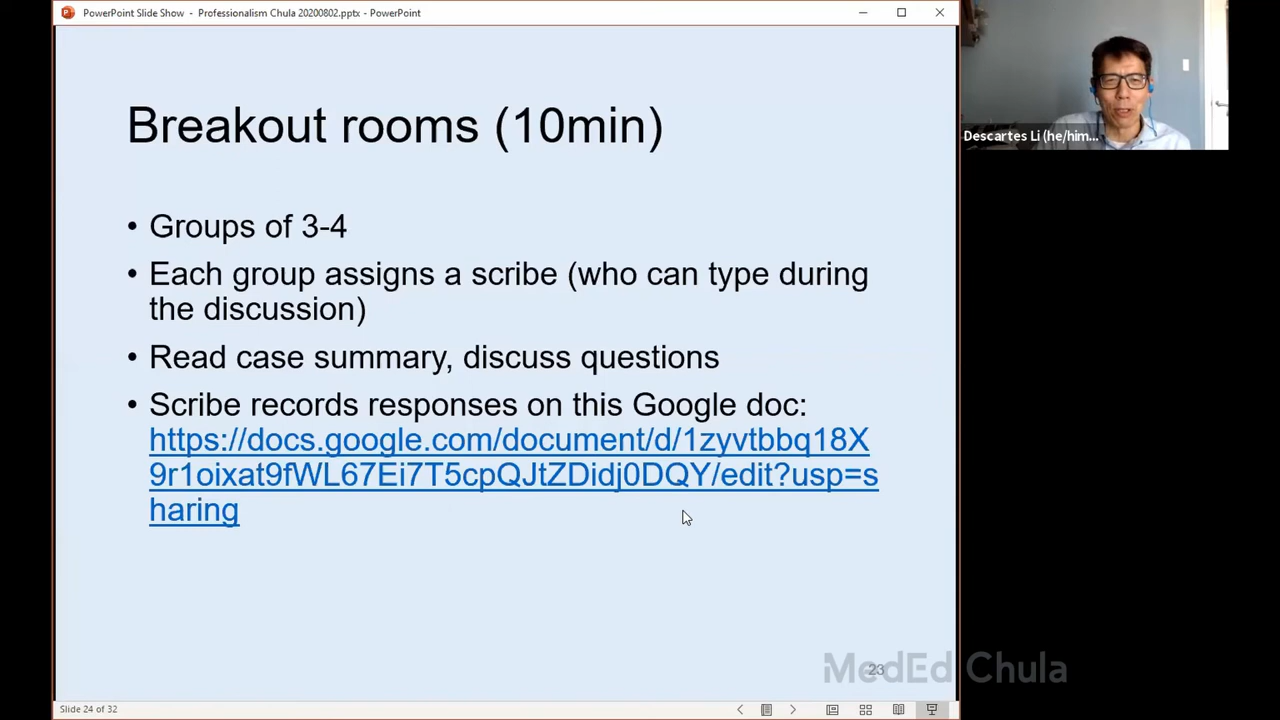 PowerPoint Slide Show - Professionalism Chula 20200802.pptx - PowerPoint
Breakout rooms (10min)
• Groups of 3-4
• Each group assigns a scribe (who can type during
the discussion)
• Read case summary, discuss questions
• Scribe records responses on this Google doc:
https://docs.google.com/document/d/1zyvtbbq18X
9r1oixat9fWL67Ei7T5cpQJtZDidj0DQY/edit?usp=s
haring
Descartes Li (he/him...
MedEd Chula
23
Slide 24 of 32